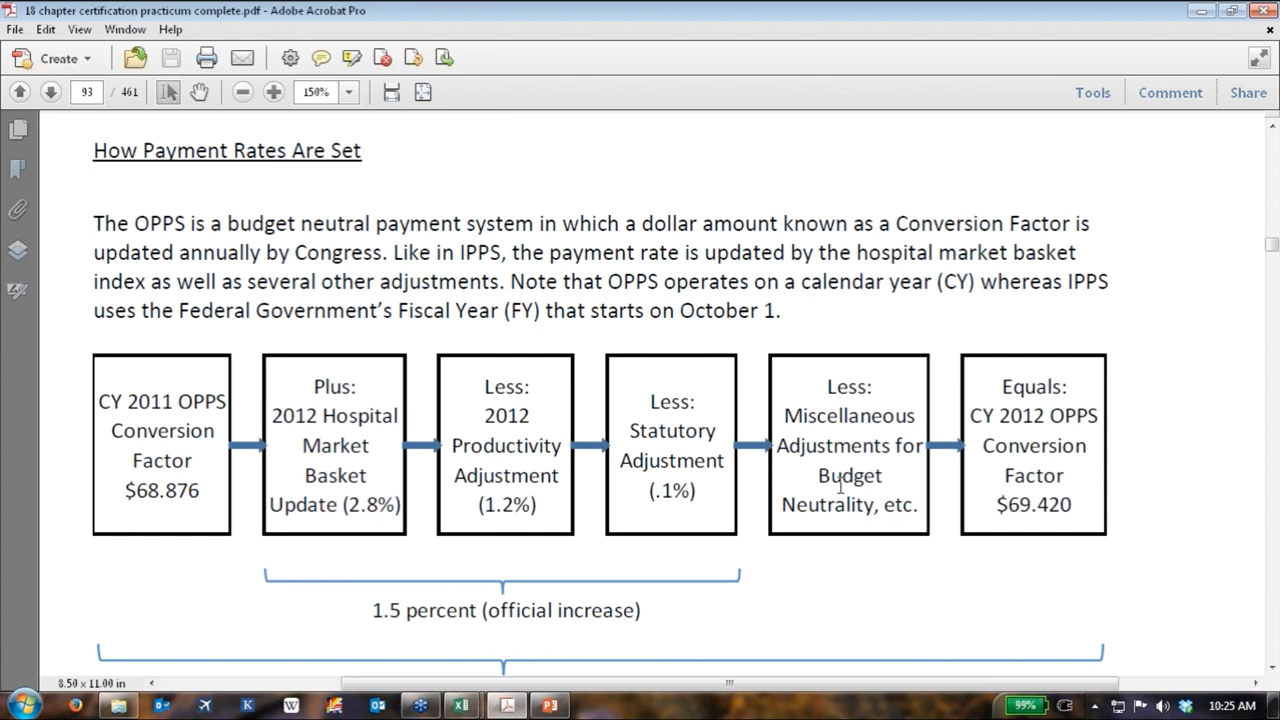 18 chapter certification practicum complete.pdf - Adobe Acrobat Pro
File Edit View Window Help
Create
93 / 461 150% Tools Comment Share
How Payment Rates Are Set
The OPPS is a budget neutral payment system in which a dollar amount known as a Conversion Factor is
updated annually by Congress. Like in IPPS, the payment rate is updated by the hospital market basket
index as well as several other adjustments. Note that OPPS operates on a calendar year (CY) whereas IPPS
uses the Federal Government’s Fiscal Year (FY) that starts on October 1.
CY 2011 OPPS
Conversion
Factor
$68.876
Plus:
2012 Hospital
Market
Basket
Update (2.8%)
Less:
2012
Productivity
Adjustment
(1.2%)
Less:
Statutory
Adjustment
(.1%)
Less:
Miscellaneous
Adjustments for
Budget
Neutrality, etc.
Equals:
CY 2012 OPPS
Conversion
Factor
$69.420
1.5 percent (official increase)
8.50 x 11.00 in
99% 10:25 AM